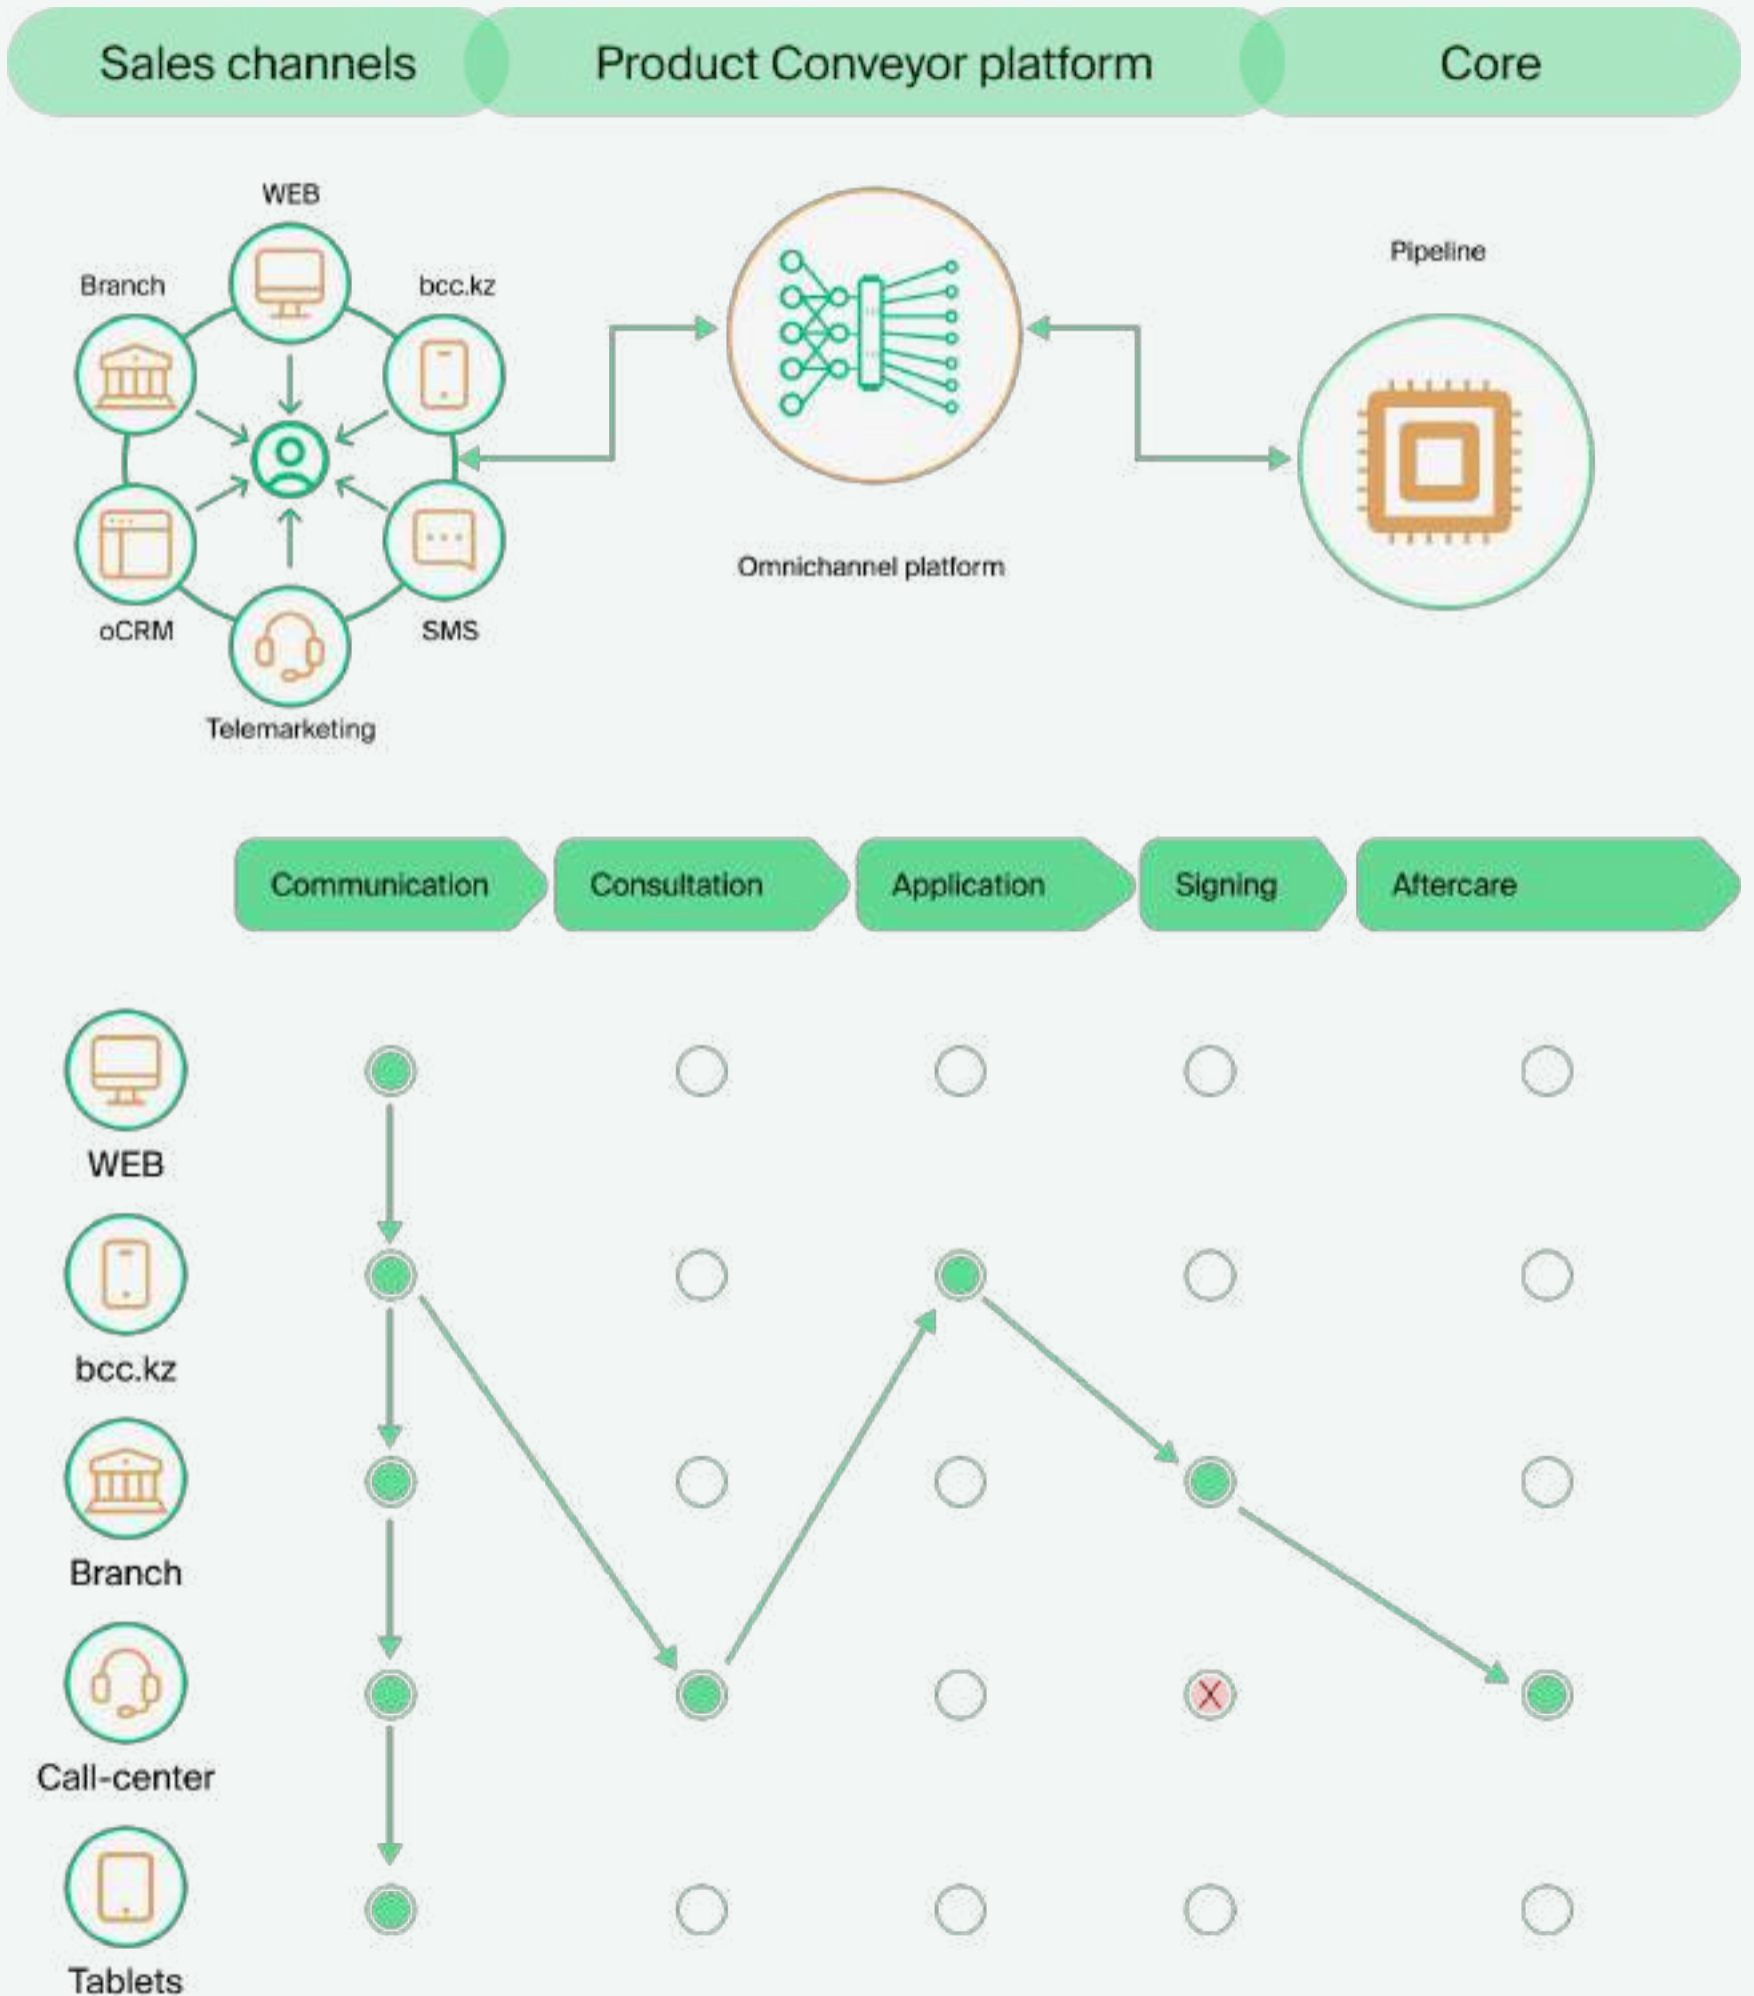 Sales channels
Product Conveyor platform
Core
WEB
Branch
bcc.kz
Pipeline
Omnichannel platform
oCRM
SMS
Telemarketing
Communication
Consultation
Application
Signing
Aftercare
WEB
bcc.kz
Branch
Call-center
Tablets